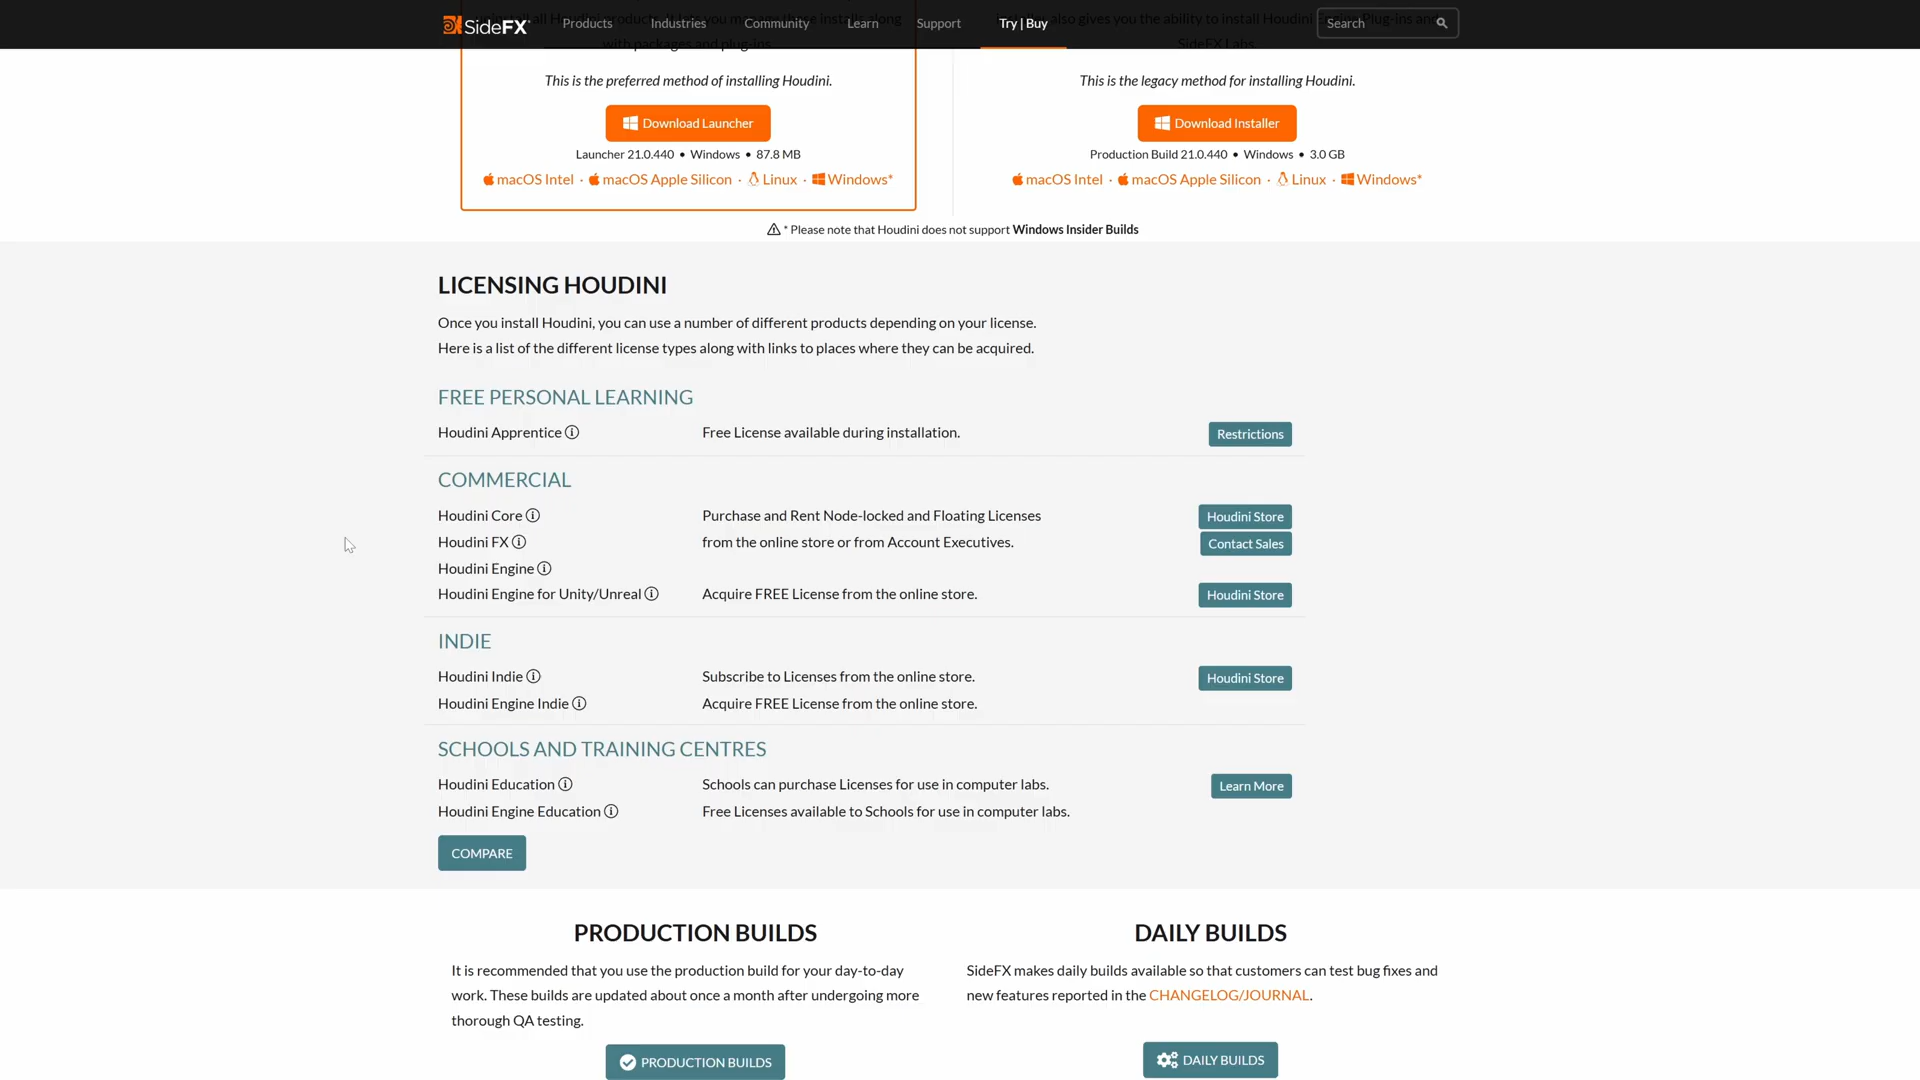 SideFX
Products
Industries
Community
Learn
Support
Try | Buy
Search
with packages and plug-ins.
SideFX Labs.
This is the preferred method of installing Houdini.
Download Launcher
Launcher 21.0.440 • Windows • 87.8 MB
macOS Intel · macOS Apple Silicon · Linux · Windows*
This is the legacy method for installing Houdini.
Download Installer
Production Build 21.0.440 • Windows • 3.0 GB
macOS Intel · macOS Apple Silicon · Linux · Windows*
* Please note that Houdini does not support Windows Insider Builds
LICENSING HOUDINI
Once you install Houdini, you can use a number of different products depending on your license.
Here is a list of the different license types along with links to places where they can be acquired.
FREE PERSONAL LEARNING
Houdini Apprentice Free License available during installation. Restrictions
COMMERCIAL
Houdini Core Purchase and Rent Node-locked and Floating Licenses Houdini Store
Houdini FX from the online store or from Account Executives. Contact Sales
Houdini Engine
Houdini Engine for Unity/Unreal Acquire FREE License from the online store. Houdini Store
INDIE
Houdini Indie Subscribe to Licenses from the online store. Houdini Store
Houdini Engine Indie Acquire FREE License from the online store.
SCHOOLS AND TRAINING CENTRES
Houdini Education Schools can purchase Licenses for use in computer labs. Learn More
Houdini Engine Education Free Licenses available to Schools for use in computer labs.
COMPARE
PRODUCTION BUILDS
It is recommended that you use the production build for your day-to-day
work. These builds are updated about once a month after undergoing more
thorough QA testing.
PRODUCTION BUILDS
DAILY BUILDS
SideFX makes daily builds available so that customers can test bug fixes and
new features reported in the CHANGELOG/JOURNAL.
DAILY BUILDS